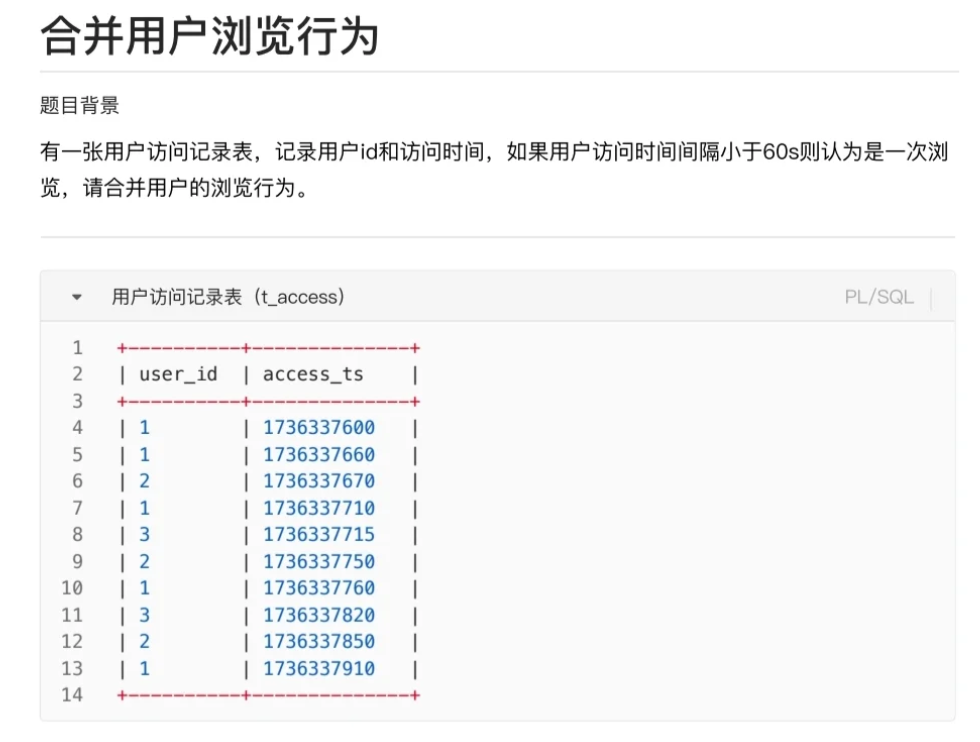 合并用户浏览行为
题目背景
有一张用户访问记录表，记录用户id和访问时间，如果用户访问时间间隔小于60s则认为是一次浏
览，请合并用户的浏览行为。
用户访问记录表（t_access） PL/SQL
1 +----------+--------------+
2 | user_id | access_ts |
3 +----------+--------------+
4 | 1 | 1736337600 |
5 | 1 | 1736337660 |
6 | 2 | 1736337670 |
7 | 1 | 1736337710 |
8 | 3 | 1736337715 |
9 | 2 | 1736337750 |
10 | 1 | 1736337760 |
11 | 3 | 1736337820 |
12 | 2 | 1736337850 |
13 | 1 | 1736337910 |
14 +----------+--------------+